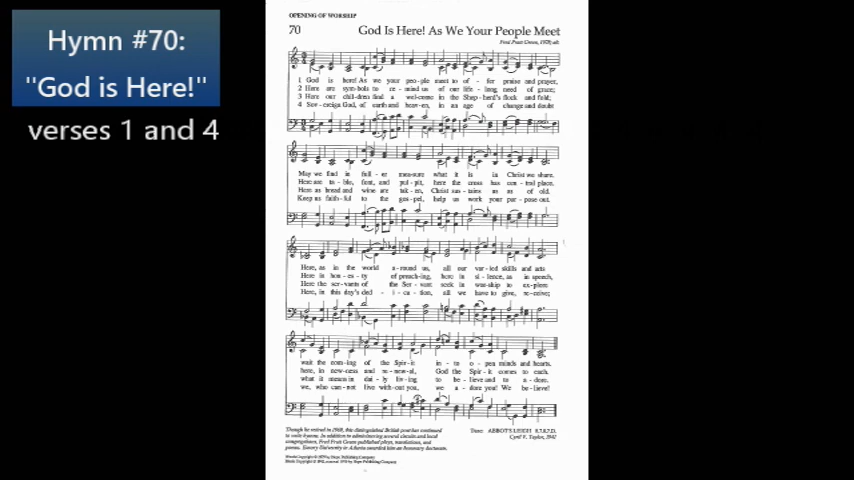 Hymn #70:
"God is Here!"
verses 1 and 4
OPENING OF WORSHIP
70 God Is Here! As We Your People Meet
Fred Pratt Green, 1978; alt.
1 God is here! As we your peo-ple meet to of - fer praise and prayer,
2 Here are sym-bols to re - mind us of our life - long need of grace;
3 Here our chil-dren find a wel-come in the Shep-herd's flock and fold;
4 Sov-ereign God, of earth and heav-en, in an age of change and doubt
May we find in full - er mea-sure what it is in Christ we share.
Here are ta - ble, font, and pul - pit, here the cross has cen - tral place.
Here as bread and wine are tak - en, Christ sus - tains us as of old.
Keep us faith-ful to the gos - pel, help us work your pur - pose out.
Here, as in the world a - round us, all our var - ied skills and arts
Here in hon - es - ty of preach-ing, here in si - lence, as in speech,
Here the ser-vants of the Ser - vant seek in wor-ship to ex-plore
Here, in this day's ded - i - ca - tion, all we have to give, re-ceive;
wait the com-ing of the Spir-it in - to o - pen minds and hearts.
here, in new-ness and re-new-al, God the Spir-it comes to each.
what it means in dai - ly liv - ing to be - lieve and to a - dore.
we, who can-not live with-out you, we a - dore you! We be - lieve!
Tune: ABBOT'S LEIGH 8.7.8.7.D.
Cyril V. Taylor, 1941